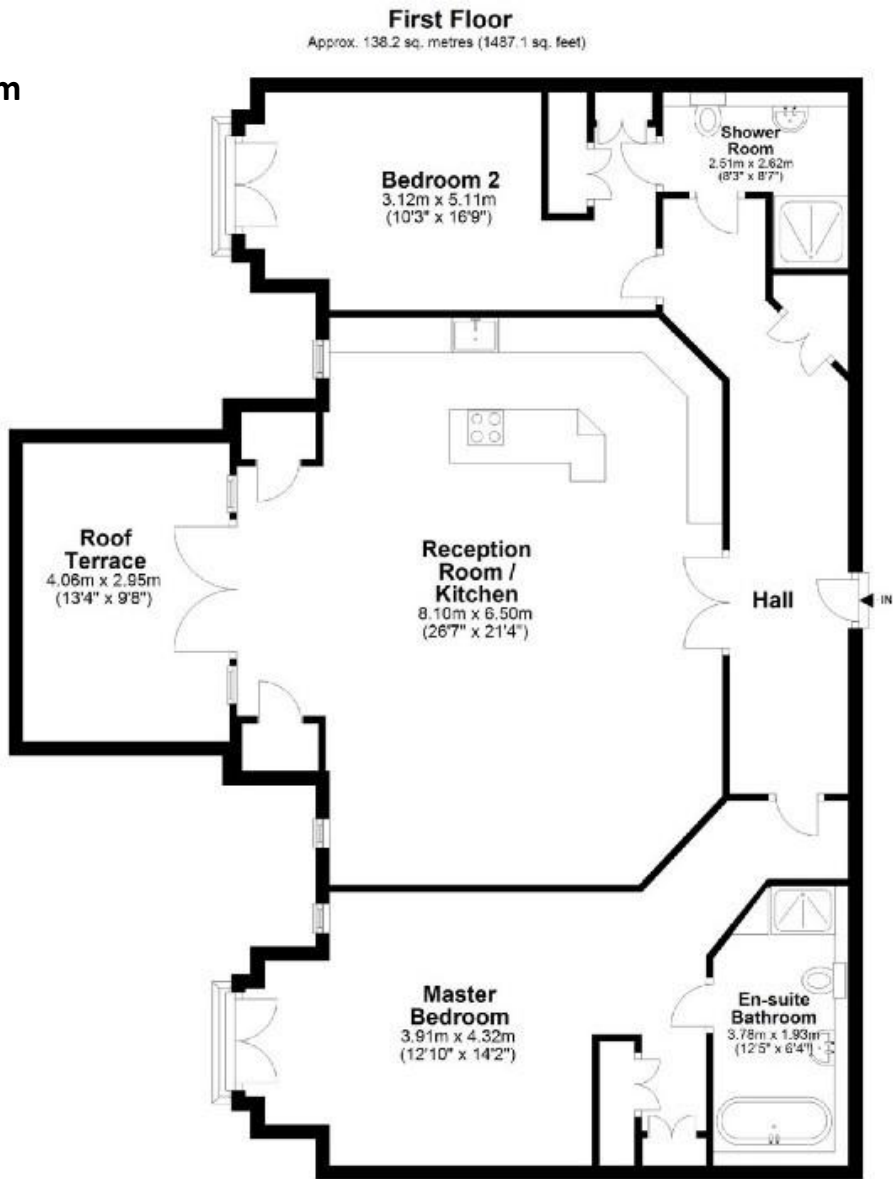 First Floor
Approx. 138.2 sq. metres (1487.1 sq. feet)
m
Shower
Room
2.51m x 2.62m
(8'3" x 8'7")
Bedroom 2
3.12m x 5.11m
(10'3" x 16'9")
Roof
Terrace
4.06m x 2.95m
(13'4" x 9'8")
Reception
Room /
Kitchen
8.10m x 6.50m
(26'7" x 21'4")
Hall
IN
Master
Bedroom
3.91m x 4.32m
(12'10" x 14'2")
En-suite
Bathroom
3.78m x 1.93m
(12'5" x 6'4")